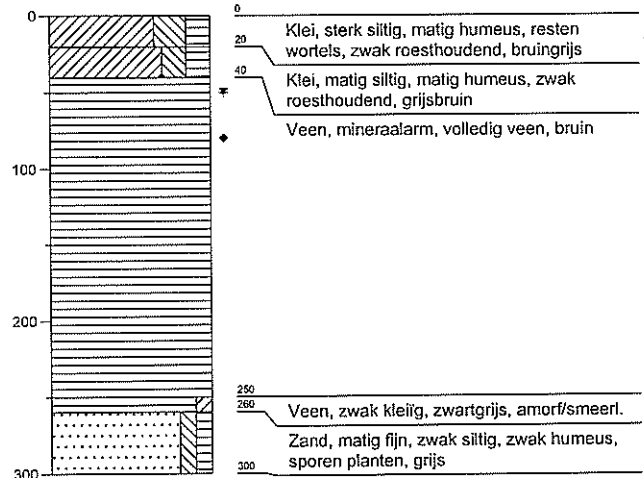 0
0
Klei, sterk siltig, matig humeus, resten
20
wortels, zwak roesthoudend, bruingrijs
40
Klei, matig siltig, matig humeus, zwak
roesthoudend, grijsbruin
Veen, mineraalarm, volledig veen, bruin
100
200
250
260
Veen, zwak kleiïg, zwartgrijs, amorf/smeerl.
Zand, matig fijn, zwak siltig, zwak humeus,
sporen planten, grijs
300
300